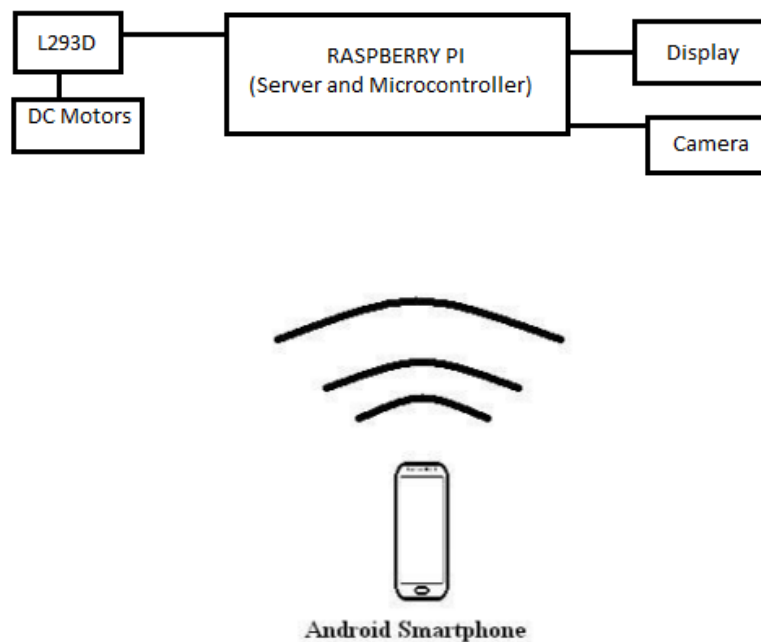 L293D
DC Motors
RASPBERRY PI
(Server and Microcontroller)
Display
Camera
Android Smartphone